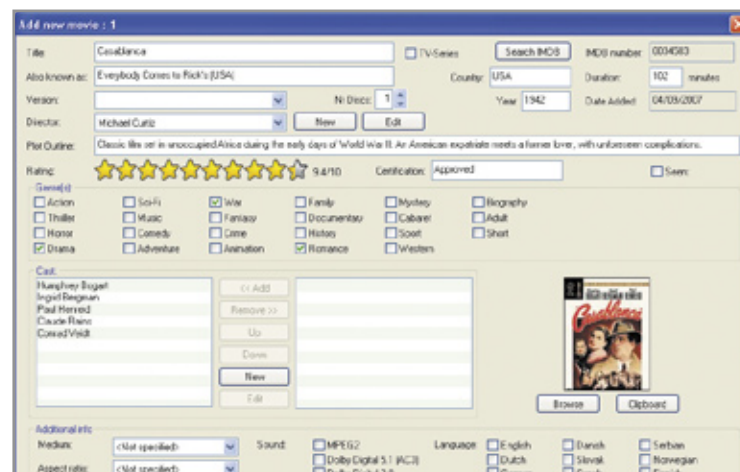 Add new movie : 1
Title: Casablanca TV-Series Search IMDB IMDB number: 0034583
Also known as: Everybody Comes to Rick's (USA) Country: USA Duration: 102 minutes
Version: Nr Discs: 1 Year 1942 Date Added: 04/09/2007
Director: Michael Curtiz New Edit
Plot Outline: Classic film set in unoccupied Africa during the early days of World War II: An American expatriate meets a former lover, with unforeseen complications.
Rating: 9.4/10 Certification: Approved Seen:
Genre(s)
Action Sci-Fi War Family Mystery Biography
Thriller Music Fantasy Documentary Cabaret Adult
Horror Comedy Crime History Sport Short
Drama Adventure Animation Romance Western
Cast:
Humphrey Bogart << Add
Ingrid Bergman
Paul Henreid Remove >>
Claude Rains
Conrad Veidt Up
Down
New
Edit
Casablanca
Browse Clipboard
Additional info
Medium: <Not specified> Sound: MPEG2 Language: English Danish Serbian
Aspect ratio: <Not specified> Dolby Digital 5.1 (AC3) Dutch Slovak Norwegian